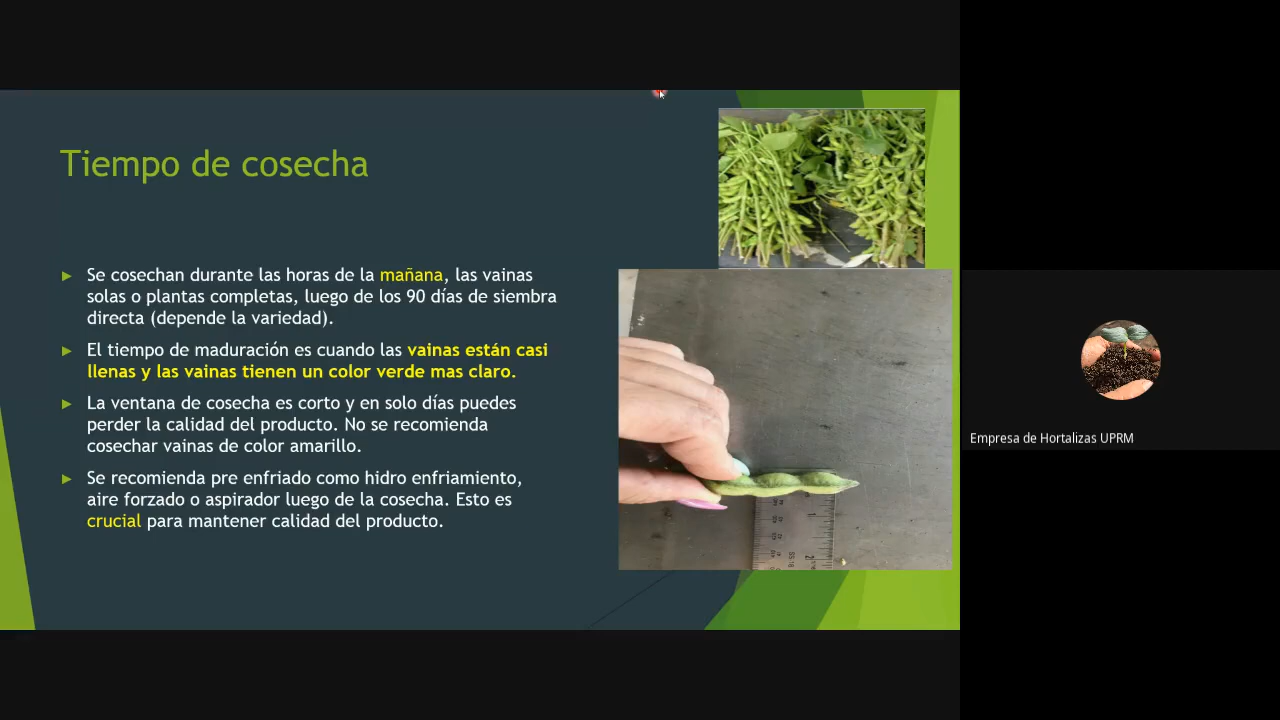 Tiempo de cosecha
Se cosechan durante las horas de la mañana, las vainas
solas o plantas completas, luego de los 90 días de siembra
directa (depende la variedad).
El tiempo de maduración es cuando las vainas están casi
llenas y las vainas tienen un color verde mas claro.
La ventana de cosecha es corto y en solo días puedes
perder la calidad del producto. No se recomienda
cosechar vainas de color amarillo.
Se recomienda pre enfriado como hidro enfriamiento,
aire forzado o aspirador luego de la cosecha. Esto es
crucial para mantener calidad del producto.
Empresa de Hortalizas UPRM